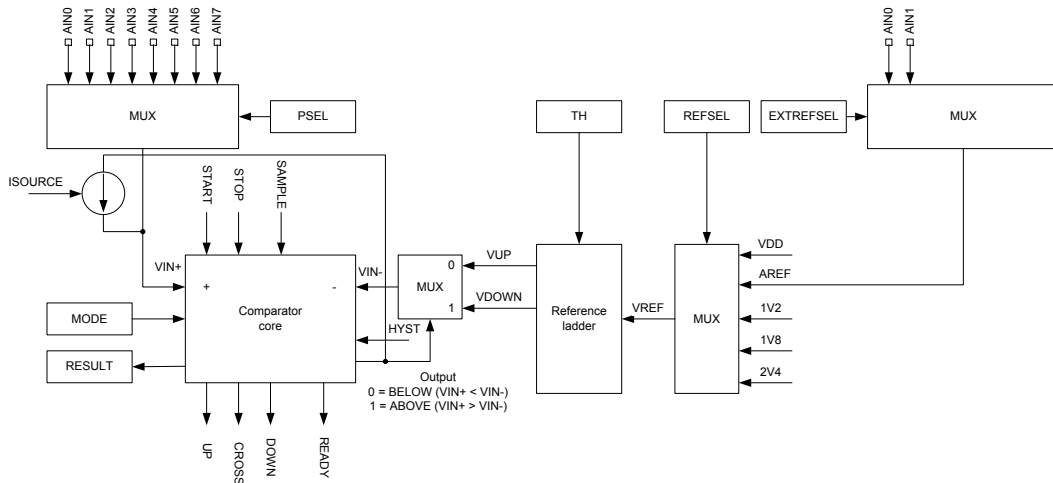 AIN0
AIN1
AIN2
AIN3
AIN4
AIN5
AIN6
AIN7
AIN0
AIN1
MUX
PSEL
TH
REFSEL
EXTREFSEL
MUX
ISOURCE
START
STOP
SAMPLE
VIN+
VIN-
VUP
VDOWN
VREF
VDD
AREF
1V2
1V8
2V4
+
-
0
MUX
1
Comparator
core
Reference
ladder
MUX
MODE
HYST
RESULT
Output
0 = BELOW (VIN+ < VIN-)
1 = ABOVE (VIN+ > VIN-)
UP
CROSS
DOWN
READY